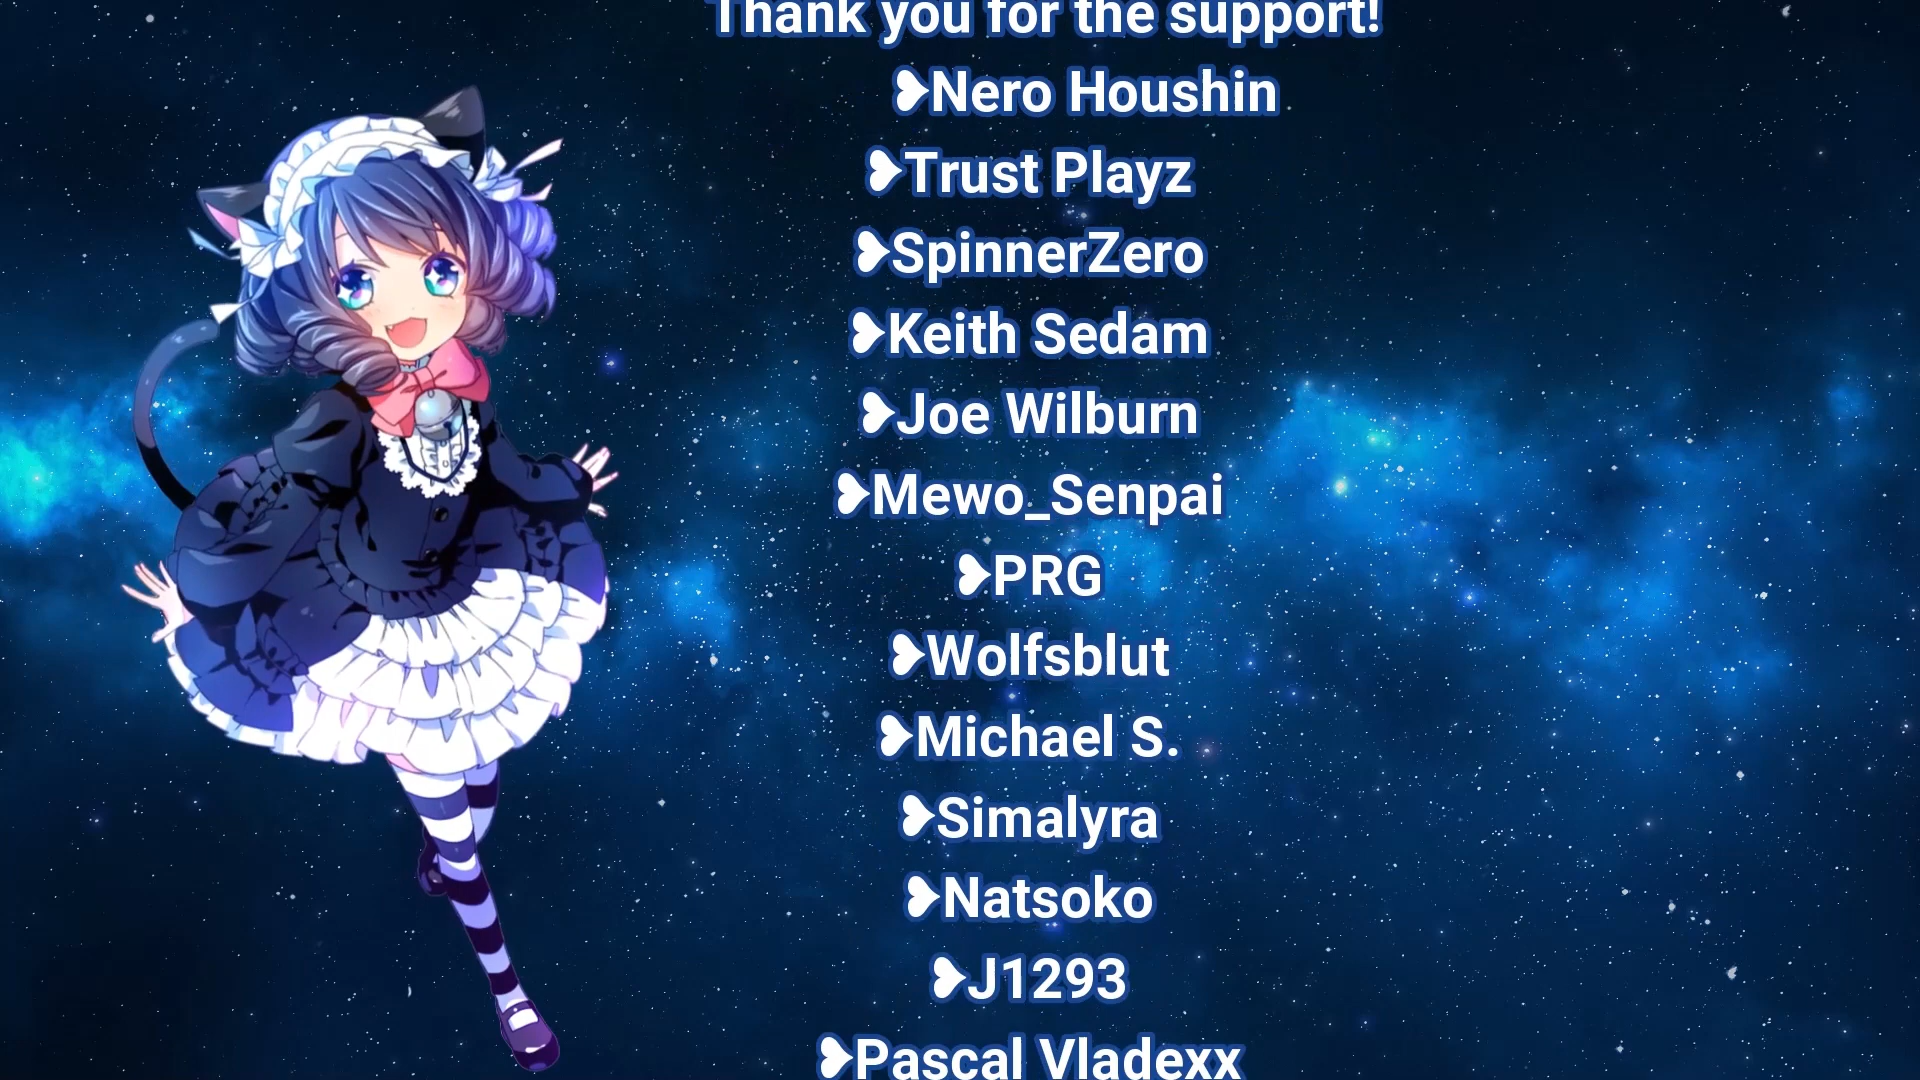 Thank you for the support!
❥Nero Houshin
❥Trust Playz
❥SpinnerZero
❥Keith Sedam
❥Joe Wilburn
❥Mewo_Senpai
❥PRG
❥Wolfsblut
❥Michael S.
❥Simalyra
❥Natsoko
❥J1293
❥Pascal Vladexx